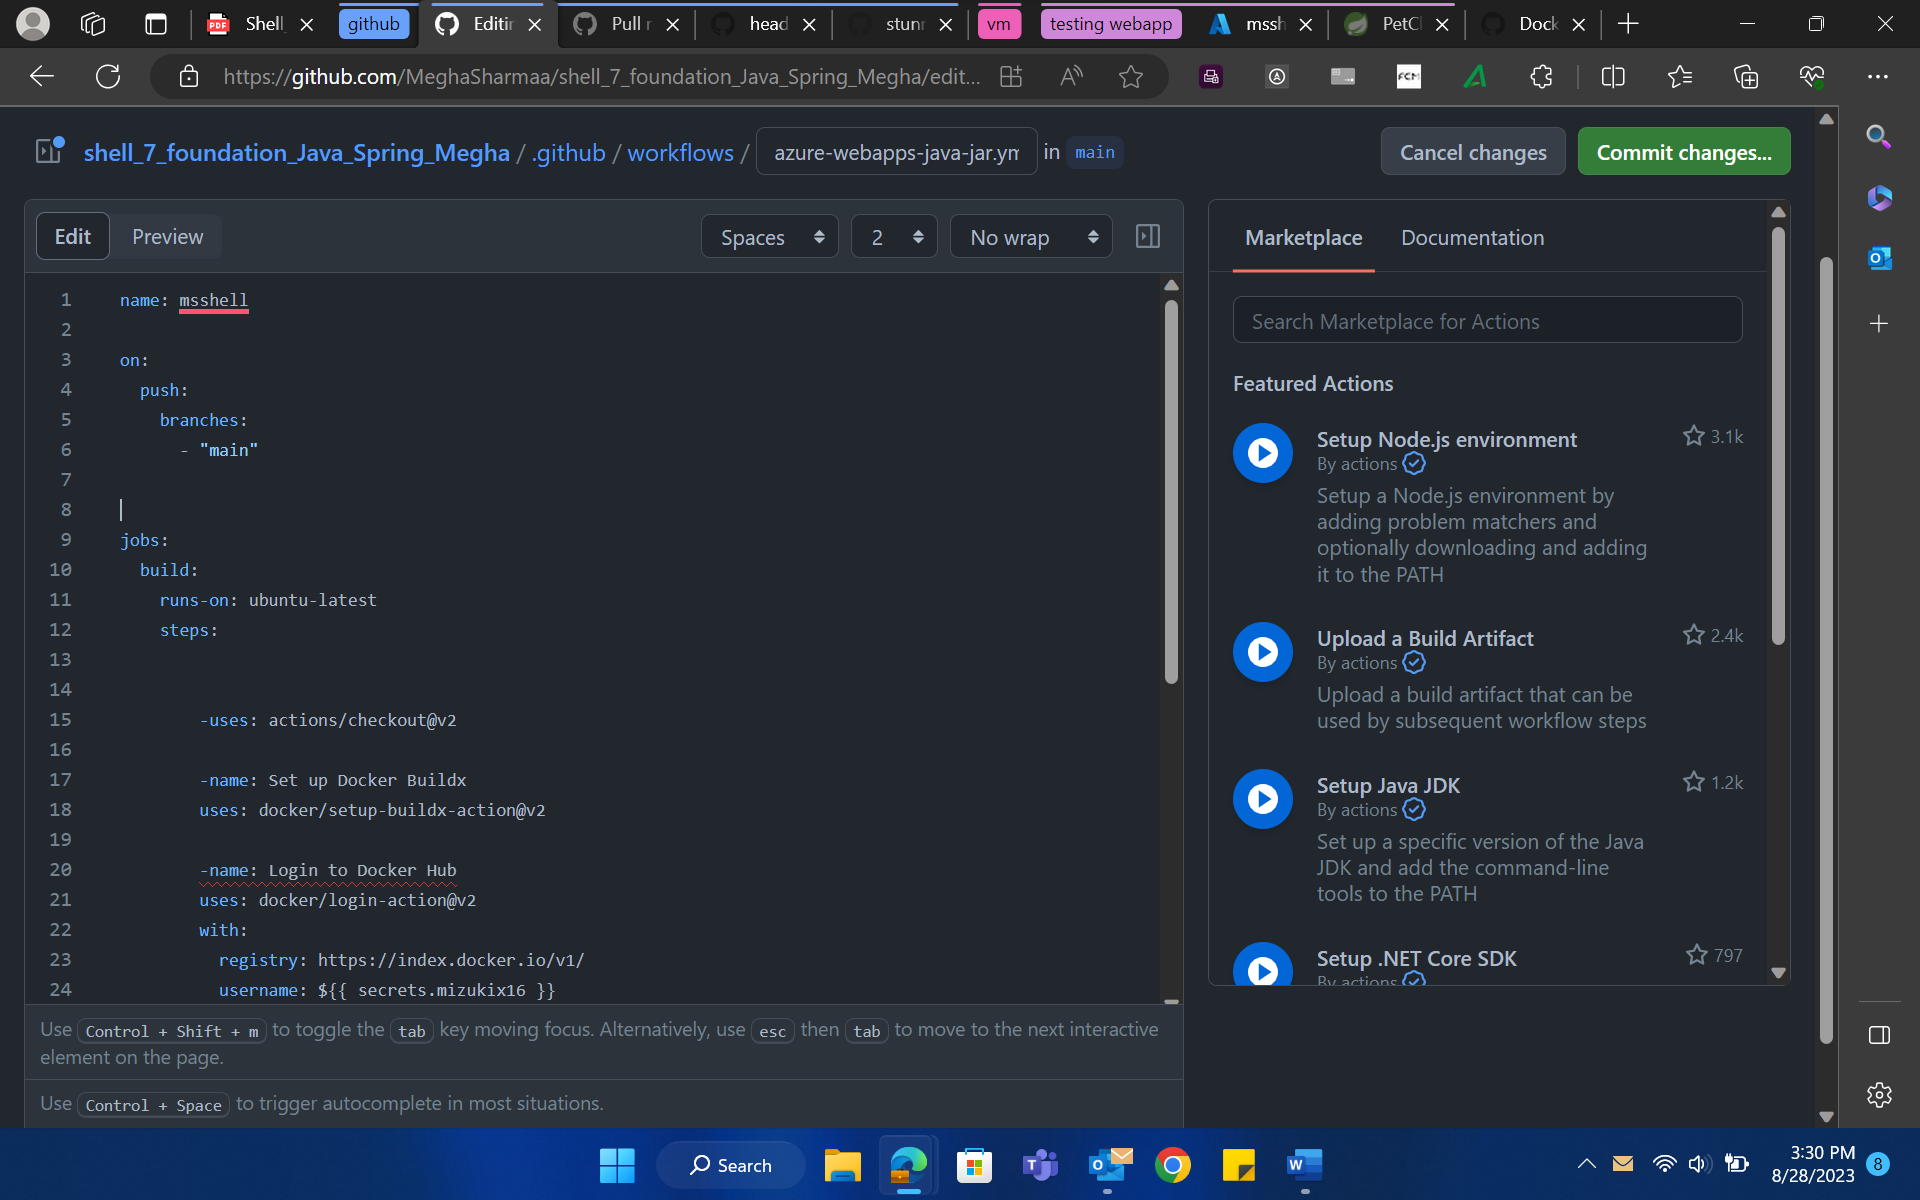 Shell
github
Editin
Pull r
head
stunn
vm
testing webapp
mssh
PetCl
Dock
https://github.com/MeghaSharmaa/shell_7_foundation_Java_Spring_Megha/edit...
shell_7_foundation_Java_Spring_Megha / .github / workflows / azure-webapps-java-jar.ym in main
Cancel changes
Commit changes...
Edit
Preview
Spaces
2
No wrap
1 name: msshell
2
3 on:
4 push:
5 branches:
6 - "main"
7
8
9 jobs:
10 build:
11 runs-on: ubuntu-latest
12 steps:
13
14
15 -uses: actions/checkout@v2
16
17 -name: Set up Docker Buildx
18 uses: docker/setup-buildx-action@v2
19
20 -name: Login to Docker Hub
21 uses: docker/login-action@v2
22 with:
23 registry: https://index.docker.io/v1/
24 username: ${{ secrets.mizukix16 }}
Use Control + Shift + m to toggle the tab key moving focus. Alternatively, use esc then tab to move to the next interactive
element on the page.
Use Control + Space to trigger autocomplete in most situations.
Marketplace
Documentation
Search Marketplace for Actions
Featured Actions
Setup Node.js environment
3.1k
By actions
Setup a Node.js environment by
adding problem matchers and
optionally downloading and adding
it to the PATH
Upload a Build Artifact
2.4k
By actions
Upload a build artifact that can be
used by subsequent workflow steps
Setup Java JDK
1.2k
By actions
Set up a specific version of the Java
JDK and add the command-line
tools to the PATH
Setup .NET Core SDK
797
By actions
Search
3:30 PM
8/28/2023
8